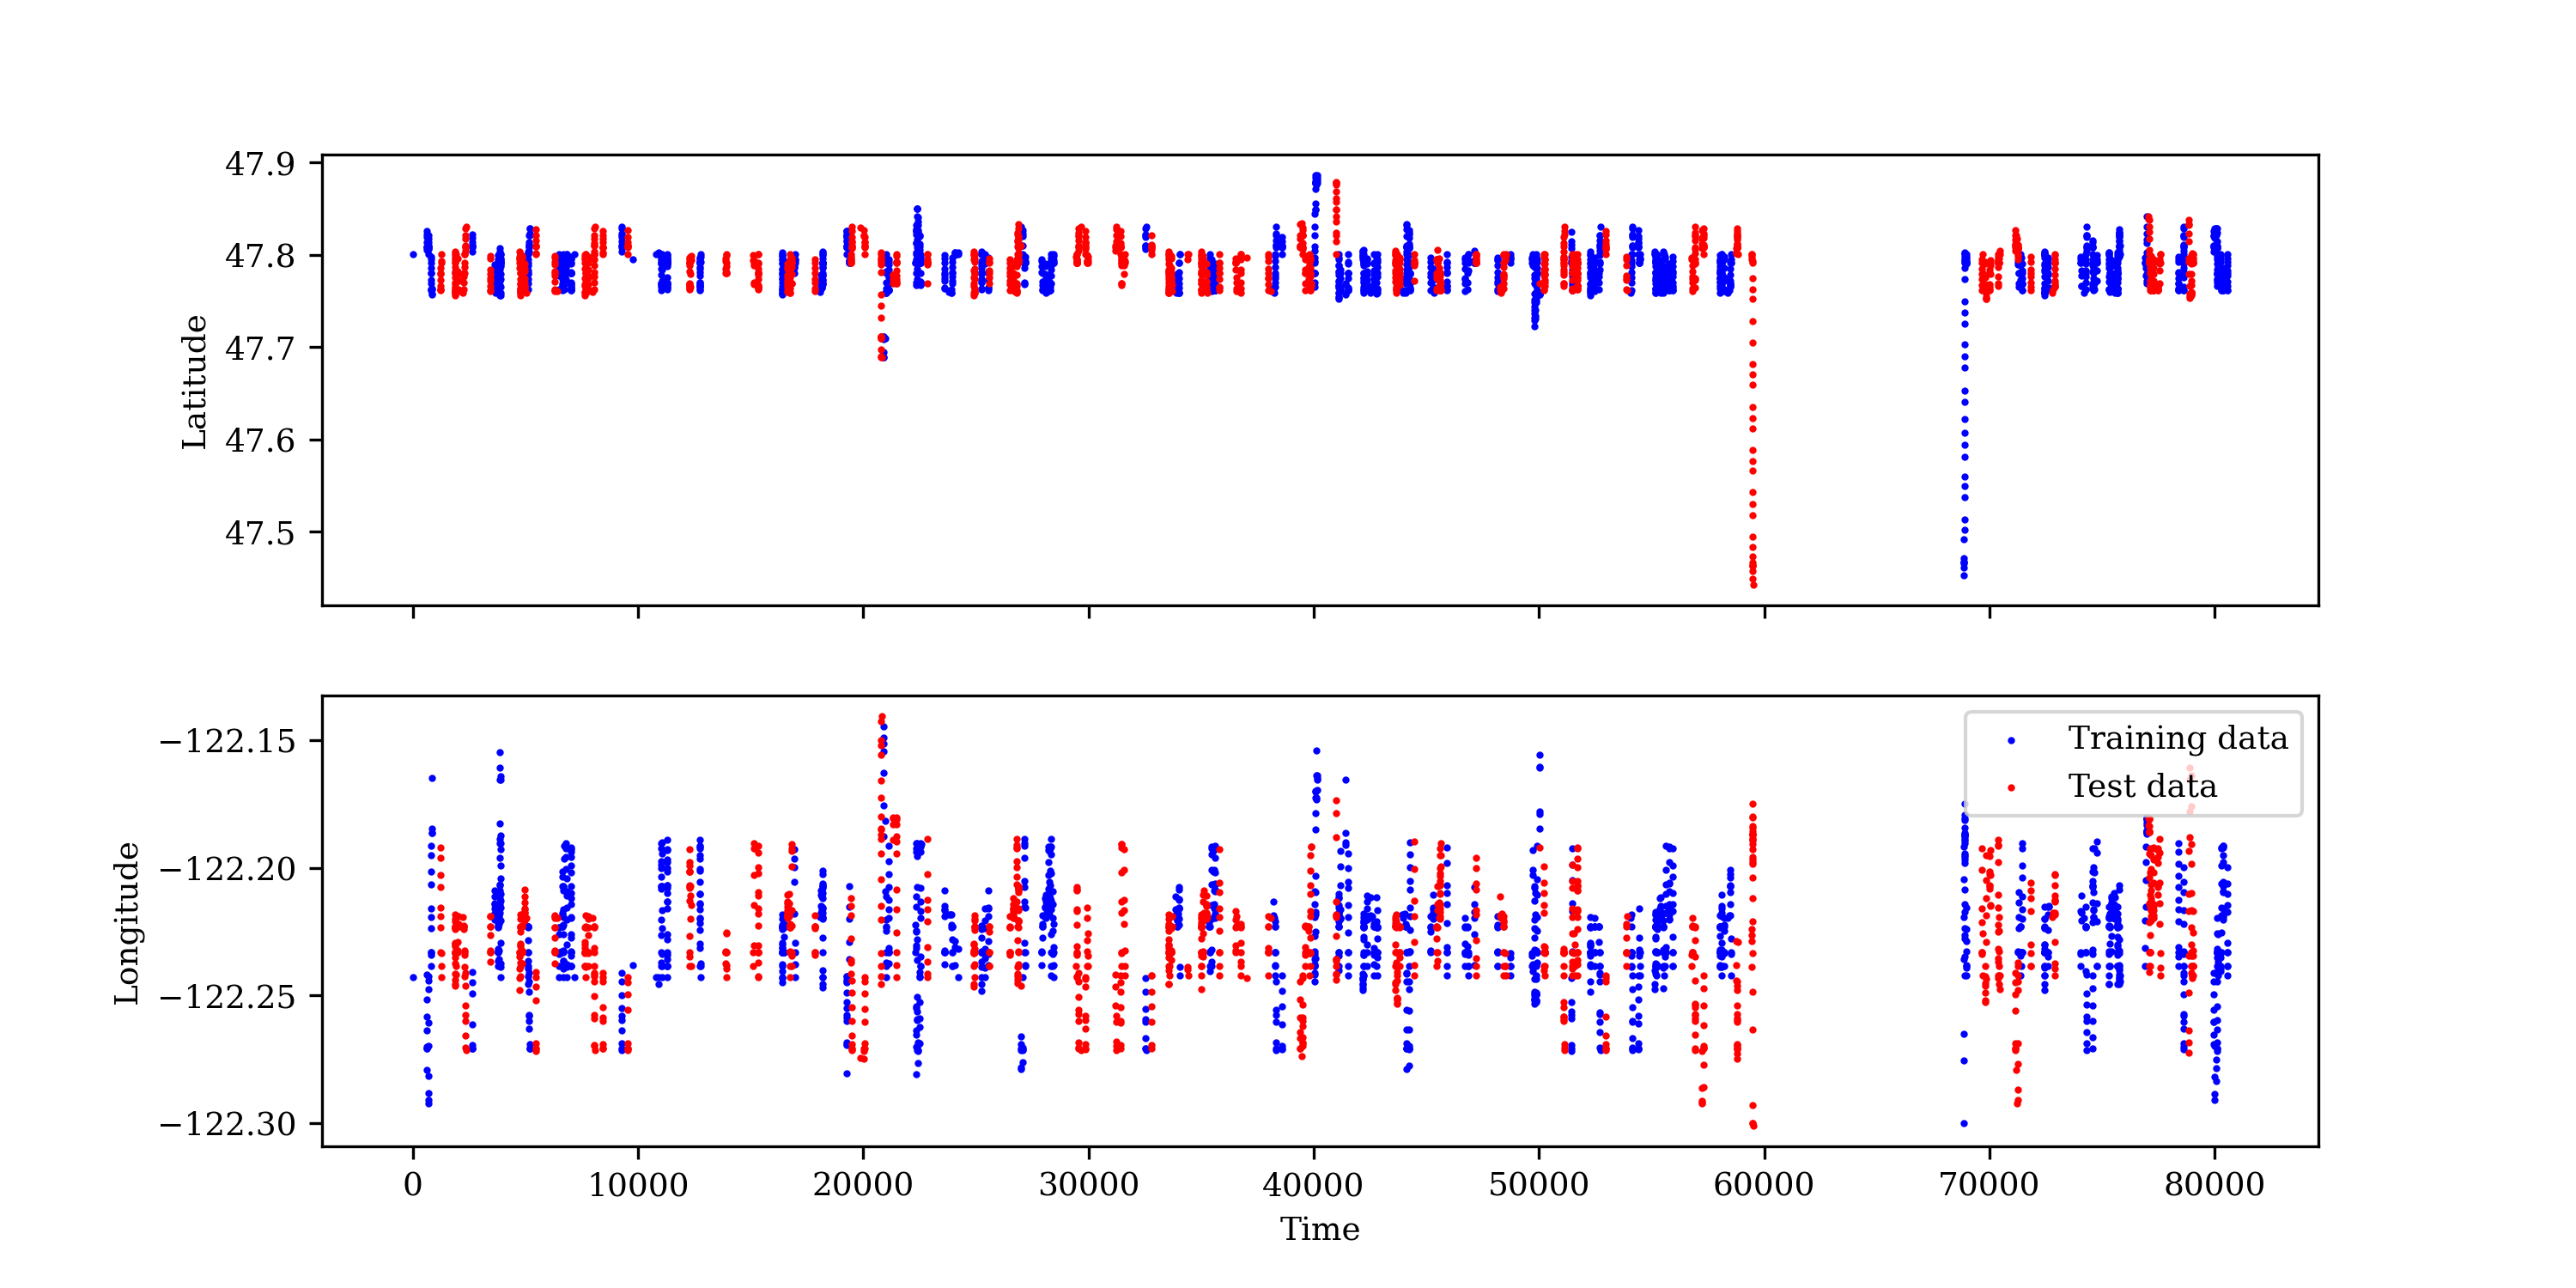 47.9
47.8
47.7
47.6
47.5
Latitude
−122.15
−122.20
−122.25
−122.30
Longitude
Training data
Test data
0 10000 20000 30000 40000 50000 60000 70000 80000
Time